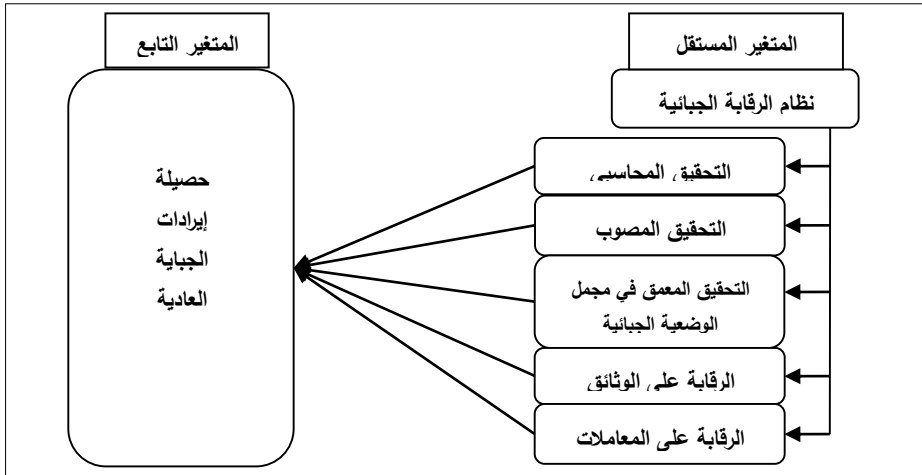 المتغير المستقل
المتغير التابع
نظام الرقابة الجبائية
التحقيق المحاسبي
التحقيق المصوب
التحقيق المعمق في مجمل
الوضعية الجبائية
الرقابة على الوثائق
الرقابة على المعاملات
حصيلة
إيرادات
الجباية
العادية